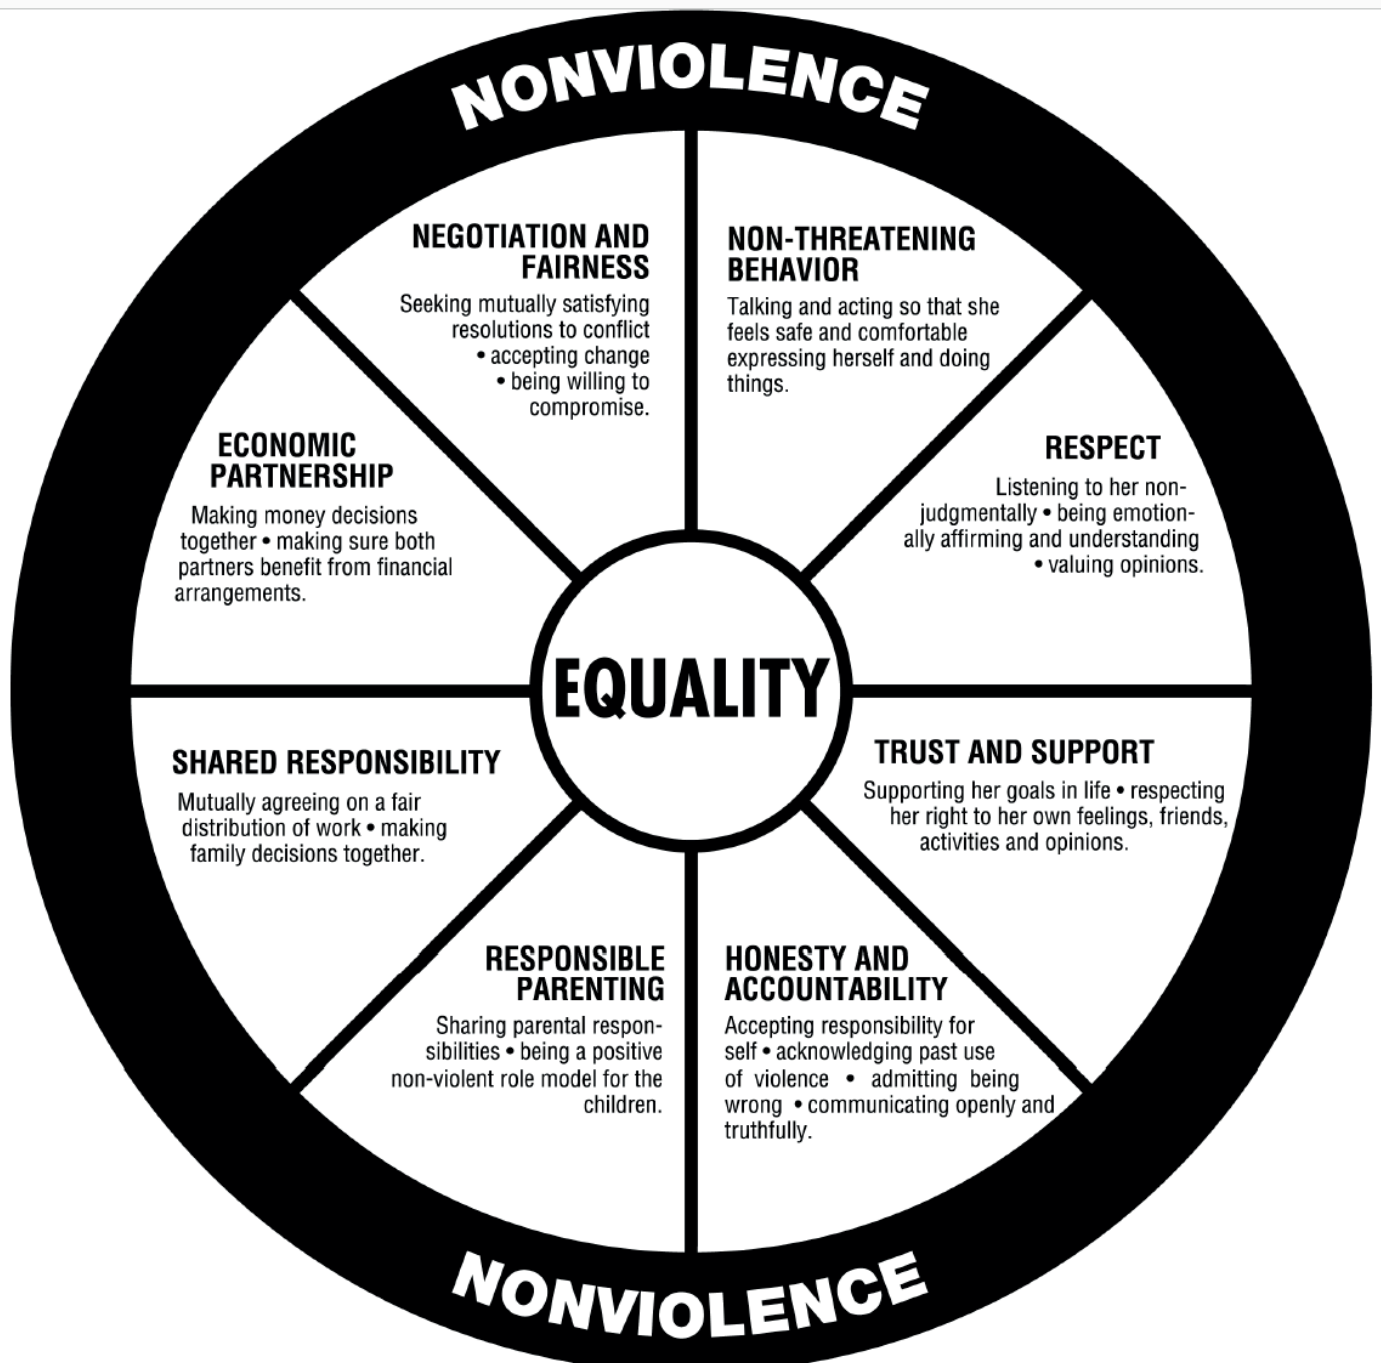 NONVIOLENCE
NEGOTIATION AND
FAIRNESS
Seeking mutually satisfying
resolutions to conflict
• accepting change
• being willing to
compromise.
NON-THREATENING
BEHAVIOR
Talking and acting so that she
feels safe and comfortable
expressing herself and doing
things.
RESPECT
Listening to her non-
judgmentally • being emotion-
ally affirming and understanding
• valuing opinions.
TRUST AND SUPPORT
Supporting her goals in life • respecting
her right to her own feelings, friends,
activities and opinions.
HONESTY AND
ACCOUNTABILITY
Accepting responsibility for
self • acknowledging past use
of violence • admitting being
wrong • communicating openly and
truthfully.
RESPONSIBLE
PARENTING
Sharing parental respon-
sibilities • being a positive
non-violent role model for the
children.
SHARED RESPONSIBILITY
Mutually agreeing on a fair
distribution of work • making
family decisions together.
ECONOMIC
PARTNERSHIP
Making money decisions
together • making sure both
partners benefit from financial
arrangements.
EQUALITY
NONVIOLENCE